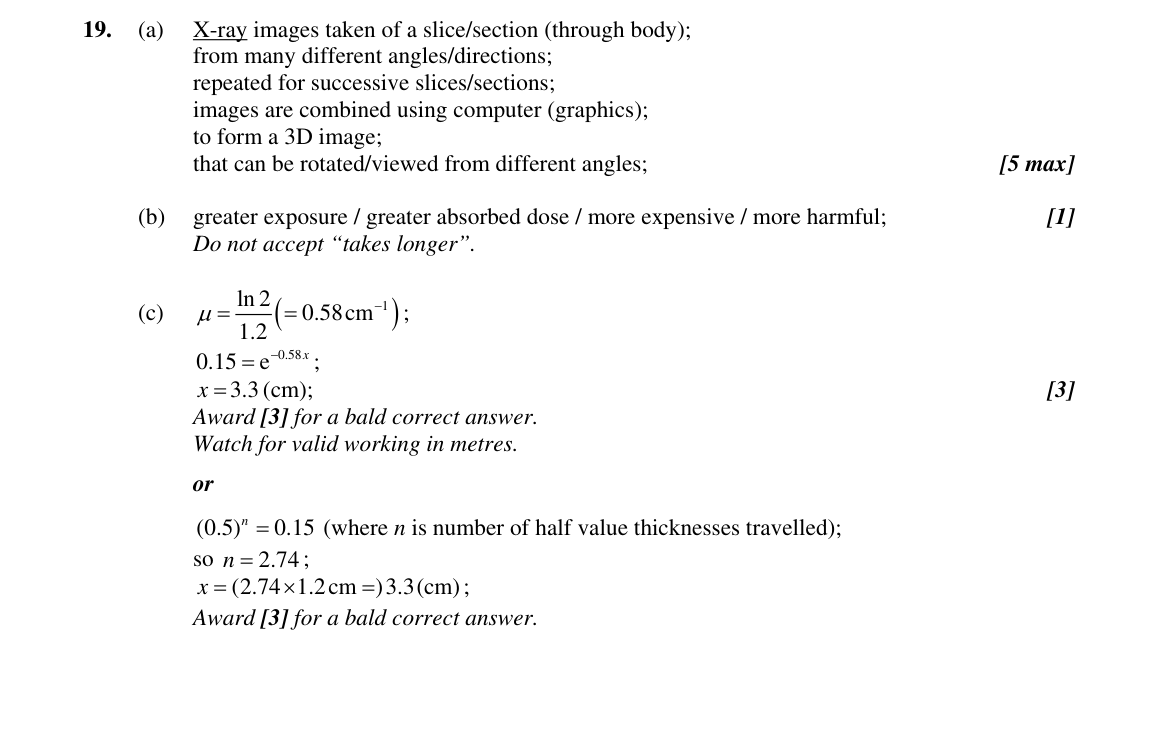 19. (a) X-ray images taken of a slice/section (through body);
from many different angles/directions;
repeated for successive slices/sections;
images are combined using computer (graphics);
to form a 3D image;
that can be rotated/viewed from different angles; [5 max]
(b) greater exposure / greater absorbed dose / more expensive / more harmful; [1]
Do not accept “takes longer”.
(c) μ = ln 2 / 1.2 (= 0.58 cm⁻¹);
0.15 = e^−0.58x ;
x = 3.3 (cm); [3]
Award [3] for a bald correct answer.
Watch for valid working in metres.
or
(0.5)ⁿ = 0.15 (where n is number of half value thicknesses travelled);
so n = 2.74 ;
x = (2.74×1.2 cm =) 3.3 (cm) ;
Award [3] for a bald correct answer.